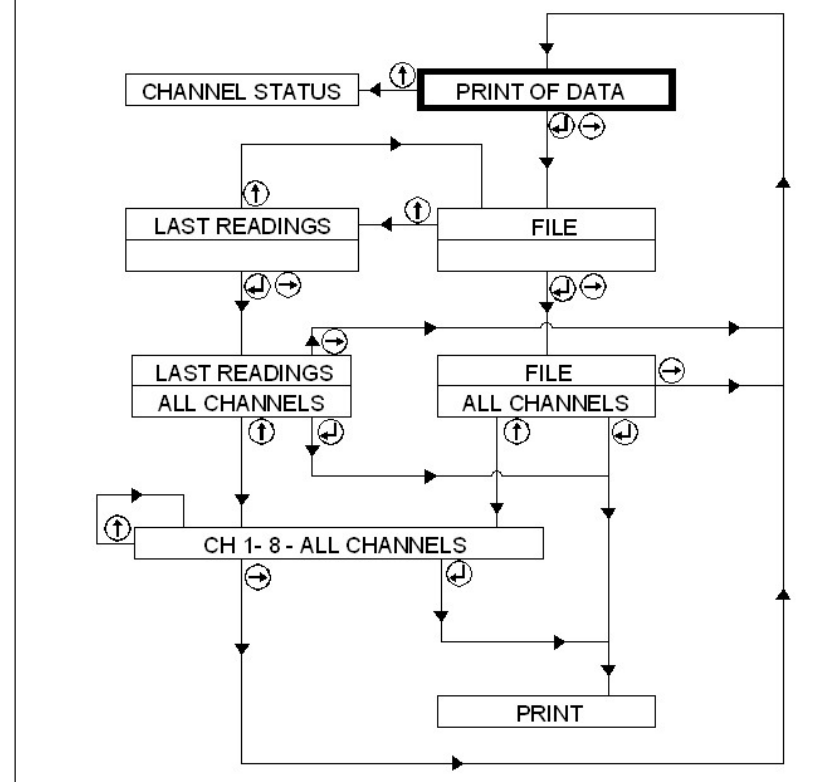 CHANNEL STATUS
PRINT OF DATA
LAST READINGS
FILE
LAST READINGS
ALL CHANNELS
FILE
ALL CHANNELS
CH 1- 8 - ALL CHANNELS
PRINT